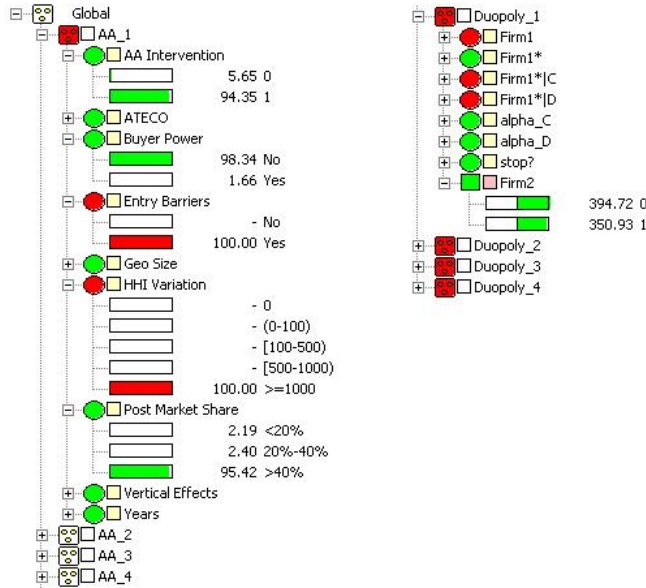 Global
AA_1
AA Intervention
5.65 0
94.35 1
ATECO
Buyer Power
98.34 No
1.66 Yes
Entry Barriers
- No
100.00 Yes
Geo Size
HHI Variation
- 0
- (0-100)
- [100-500)
- [500-1000)
100.00 >=1000
Post Market Share
2.19 <20%
2.40 20%-40%
95.42 >40%
Vertical Effects
Years
AA_2
AA_3
AA_4
Duopoly_1
Firm1
Firm1*
Firm1*|C
Firm1*|D
alpha_C
alpha_D
stop?
Firm2
394.72 0
350.93 1
Duopoly_2
Duopoly_3
Duopoly_4